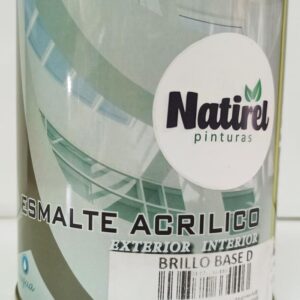 Natirel
pinturas
ESMALTE ACRILICO
EXTERIOR INTERIOR
BRILLO BASE D